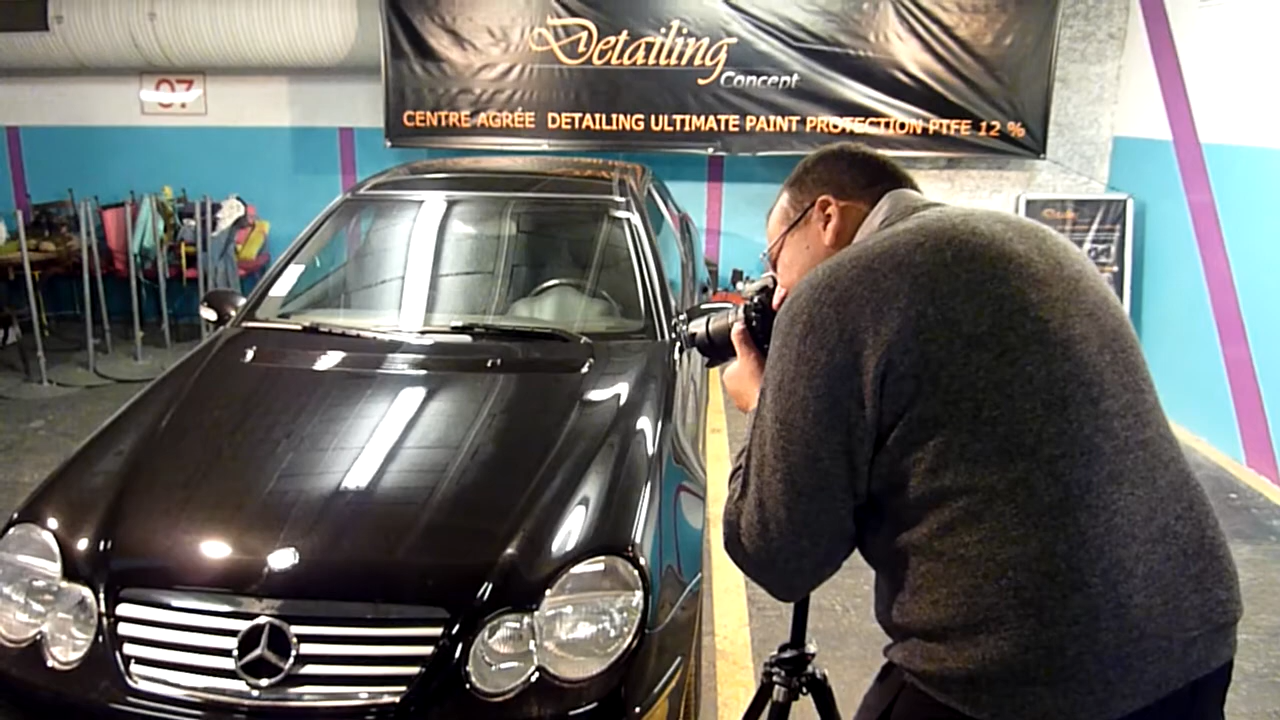 Detailing
Concept
CENTRE AGRÉE DETAILING ULTIMATE PAINT PROTECTION PTFE 12 %
07